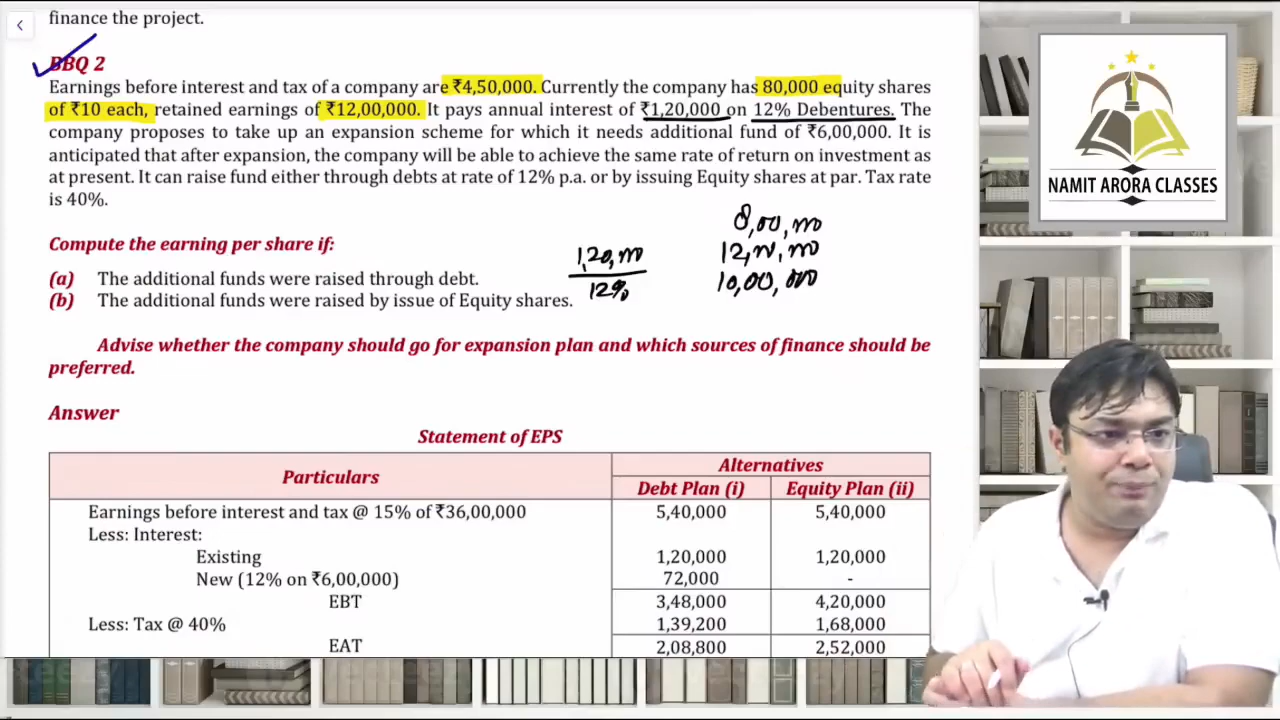 finance the project.
BBQ 2
Earnings before interest and tax of a company are ₹4,50,000. Currently the company has 80,000 equity shares
of ₹10 each, retained earnings of ₹12,00,000. It pays annual interest of ₹1,20,000 on 12% Debentures. The
company proposes to take up an expansion scheme for which it needs additional fund of ₹6,00,000. It is
anticipated that after expansion, the company will be able to achieve the same rate of return on investment as
at present. It can raise fund either through debts at rate of 12% p.a. or by issuing Equity shares at par. Tax rate
is 40%.
8,00,000
Compute the earning per share if:
1,20,000
12,00,000
(a) The additional funds were raised through debt.
12%
10,00,000
(b) The additional funds were raised by issue of Equity shares.
Advise whether the company should go for expansion plan and which sources of finance should be
preferred.
Answer
Statement of EPS
Particulars Alternatives
Debt Plan (i) Equity Plan (ii)
Earnings before interest and tax @ 15% of ₹36,00,000 5,40,000 5,40,000
Less: Interest:
Existing 1,20,000 1,20,000
New (12% on ₹6,00,000) 72,000 -
EBT 3,48,000 4,20,000
Less: Tax @ 40% 1,39,200 1,68,000
EAT 2,08,800 2,52,000
NAMIT ARORA CLASSES